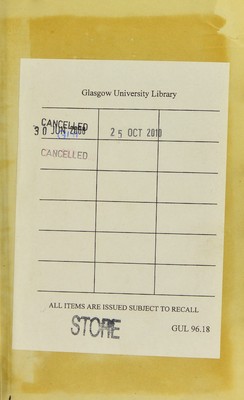 Glasgow University Library
CANCELLED
30 JUN 2000
25 OCT 2010
CANCELLED
ALL ITEMS ARE ISSUED SUBJECT TO RECALL
STORE
GUL 96.18